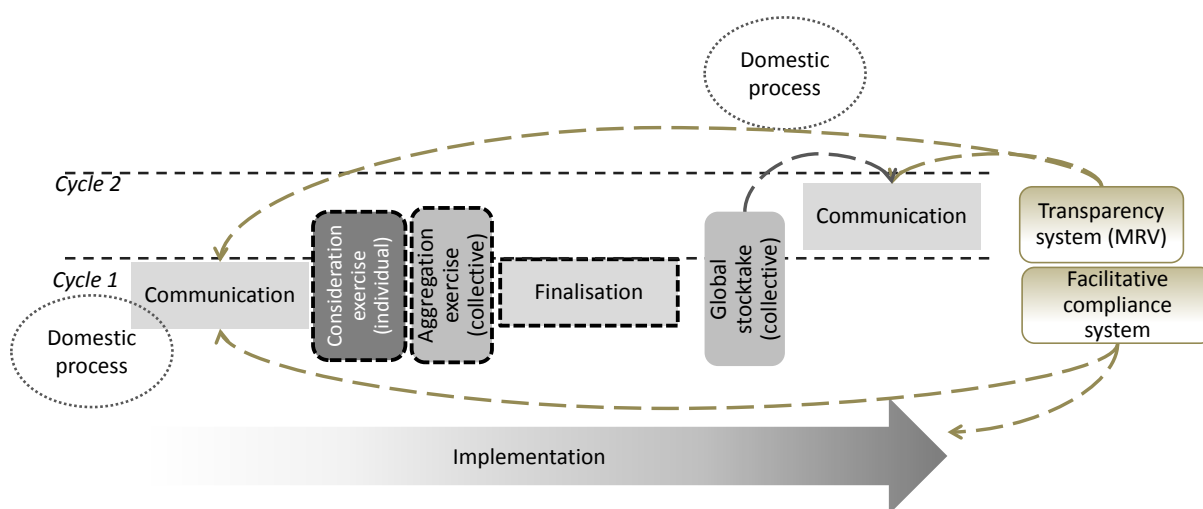 Domestic
process
Cycle 2
Communication
Transparency
system (MRV)
Cycle 1
Communication
Consideration
exercise
(individual)
Aggregation
exercise
(collective)
Finalisation
Global
stocktake
(collective)
Facilitative
compliance
system
Domestic
process
Implementation